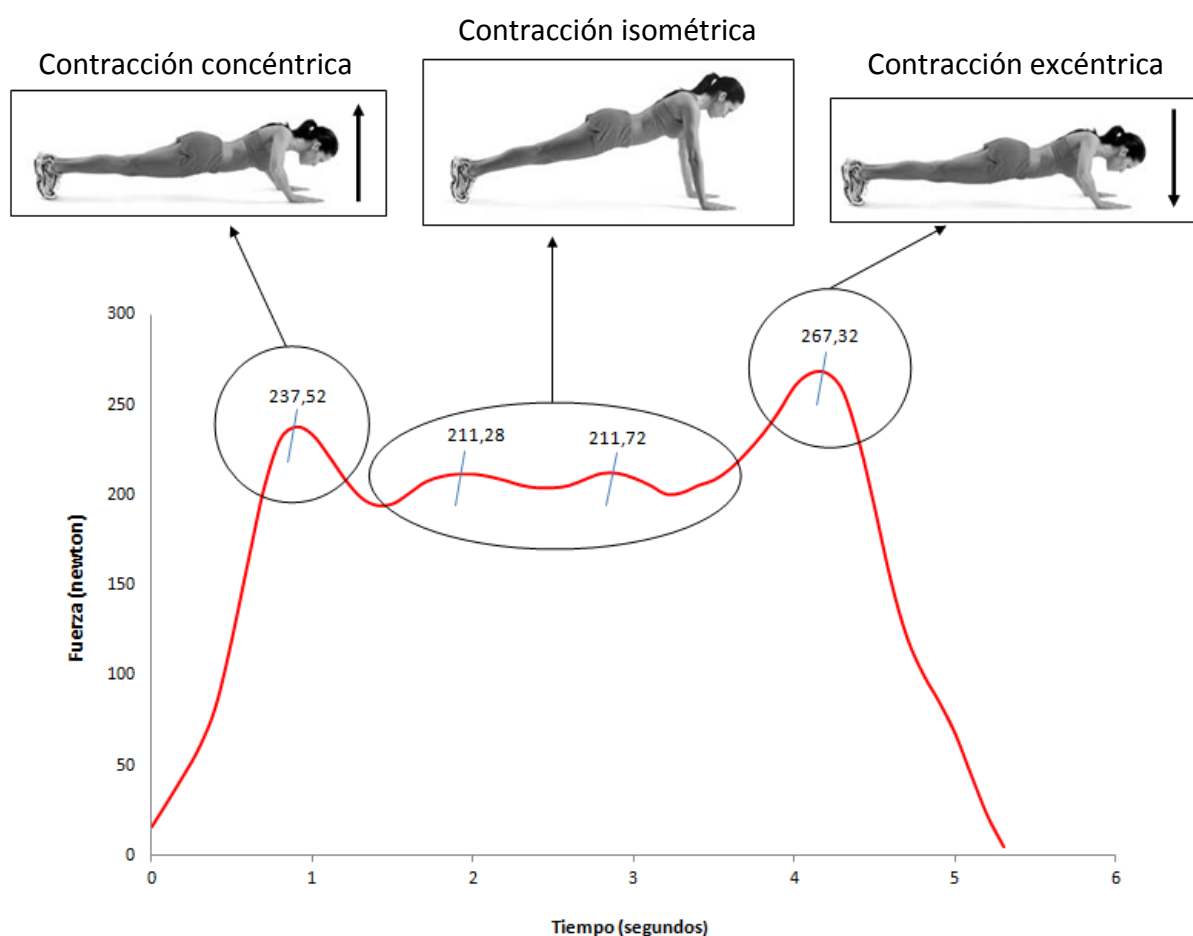 Contracción isométrica
Contracción concéntrica
Contracción excéntrica
300
250
200
150
100
50
0
237,52
211,28
211,72
267,32
Fuerza (newton)
0 1 2 3 4 5 6
Tiempo (segundos)